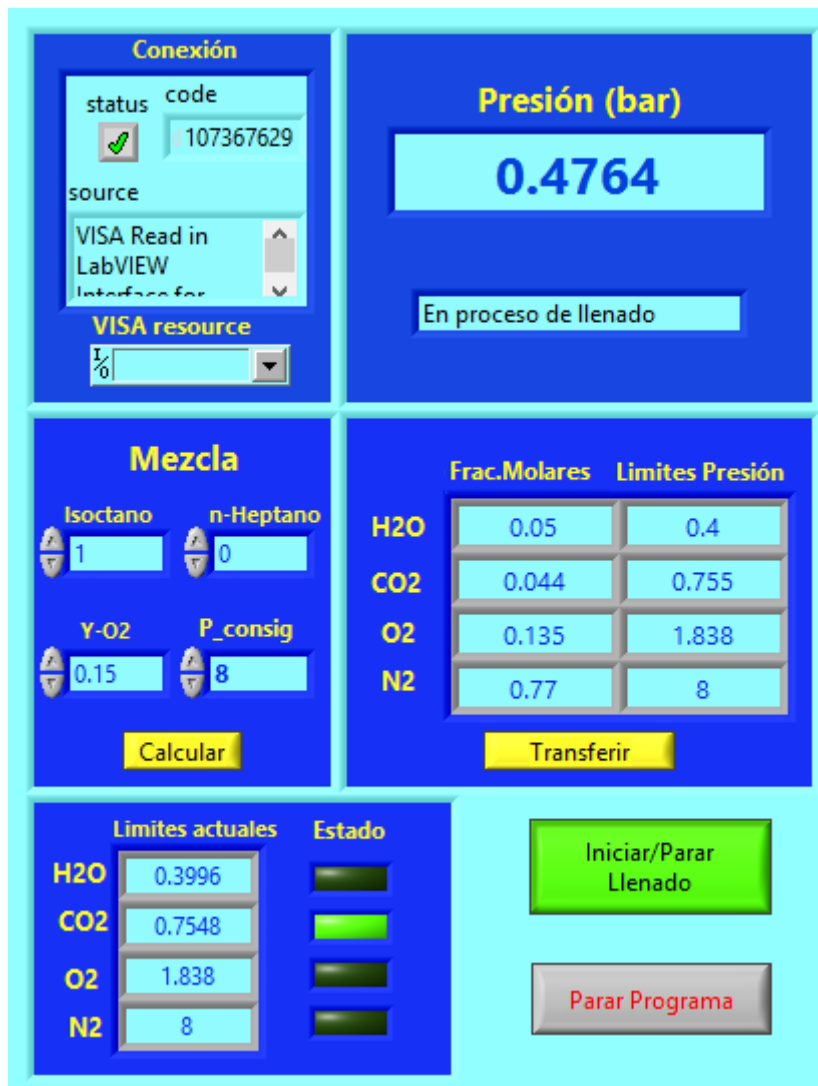 Conexión
status
code
107367629
source
VISA Read in
LabVIEW
Interface for
VISA resource
I/O
Presión (bar)
0.4764
En proceso de llenado
Mezcla
Isoctano n-Heptano
1 0
Y-O2 P_consig
0.15 8
Calcular
Frac.Molares Limites Presión
H2O 0.05 0.4
CO2 0.044 0.755
O2 0.135 1.838
N2 0.77 8
Transferir
Limites actuales Estado
H2O 0.3996
CO2 0.7548
O2 1.838
N2 8
Iniciar/Parar
Llenado
Parar Programa